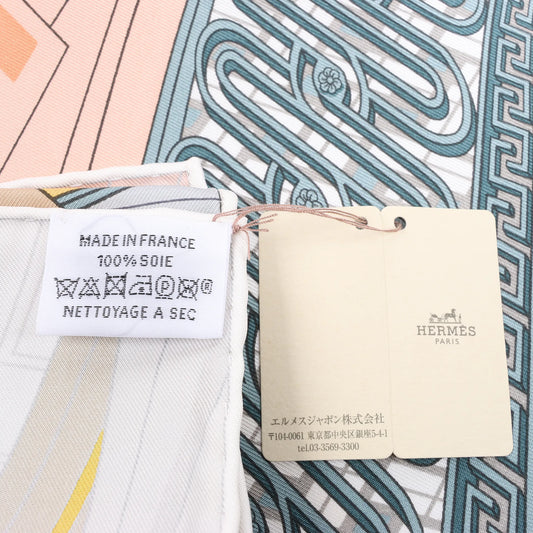 MADE IN FRANCE
100% SOIE
NETTOYAGE A SEC
HERMÈS
PARIS
エルメスジャポン株式会社
〒104-0061 東京都中央区銀座5-4-1
tel.03-3569-3300